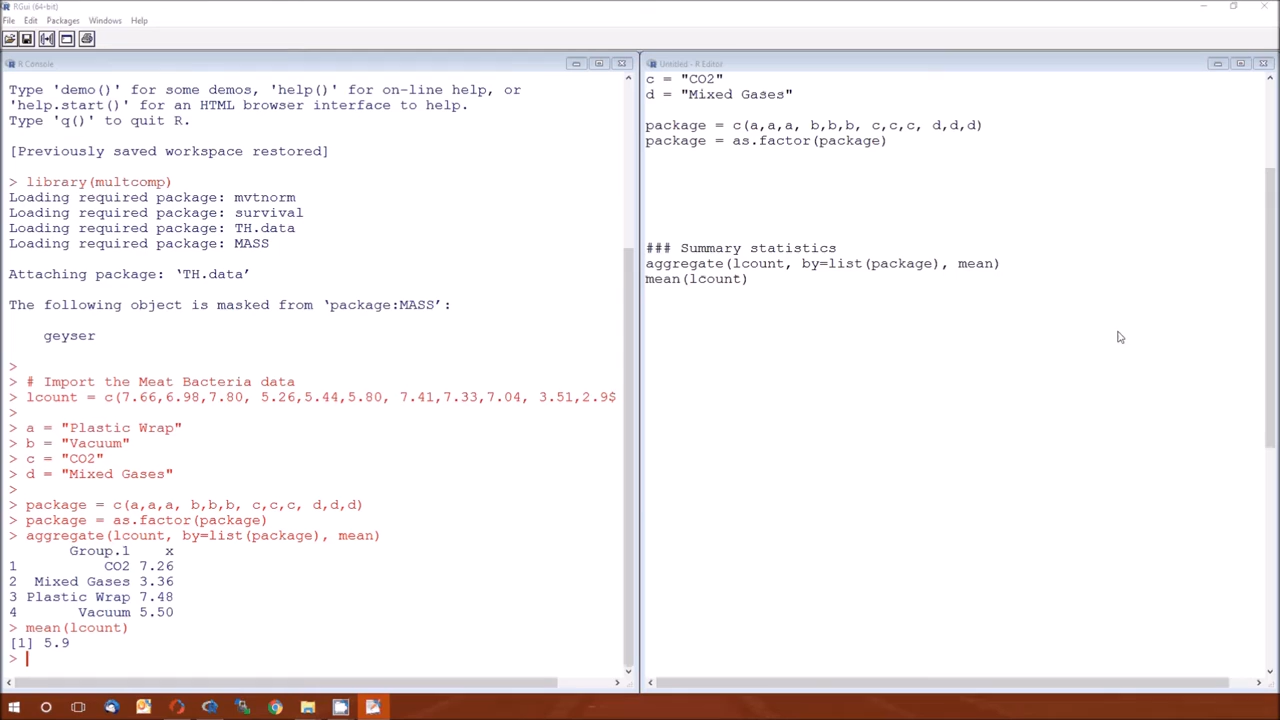 RGui (64-bit)
File Edit Packages Windows Help
R Console
Type 'demo()' for some demos, 'help()' for on-line help, or
'help.start()' for an HTML browser interface to help.
Type 'q()' to quit R.
[Previously saved workspace restored]
> library(multcomp)
Loading required package: mvtnorm
Loading required package: survival
Loading required package: TH.data
Loading required package: MASS
Attaching package: ‘TH.data’
The following object is masked from ‘package:MASS’:
geyser
>
> # Import the Meat Bacteria data
> lcount = c(7.66,6.98,7.80, 5.26,5.44,5.80, 7.41,7.33,7.04, 3.51,2.9$
>
> a = "Plastic Wrap"
> b = "Vacuum"
> c = "CO2"
> d = "Mixed Gases"
>
> package = c(a,a,a, b,b,b, c,c,c, d,d,d)
> package = as.factor(package)
> aggregate(lcount, by=list(package), mean)
Group.1 x
1 CO2 7.26
2 Mixed Gases 3.36
3 Plastic Wrap 7.48
4 Vacuum 5.50
> mean(lcount)
[1] 5.9
>
Untitled - R Editor
c = "CO2"
d = "Mixed Gases"
package = c(a,a,a, b,b,b, c,c,c, d,d,d)
package = as.factor(package)
### Summary statistics
aggregate(lcount, by=list(package), mean)
mean(lcount)